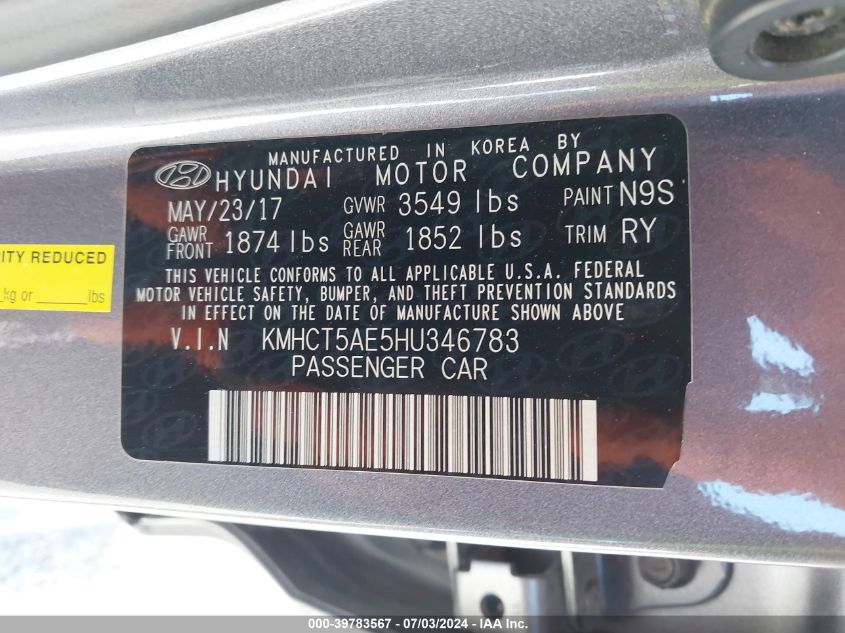 MANUFACTURED IN KOREA BY
HYUNDAI MOTOR COMPANY
MAY/23/17 GVWR 3549 lbs PAINT N9S
GAWR FRONT 1874 lbs GAWR REAR 1852 lbs TRIM RY
THIS VEHICLE CONFORMS TO ALL APPLICABLE U.S.A. FEDERAL
MOTOR VEHICLE SAFETY, BUMPER, AND THEFT PREVENTION STANDARDS
IN EFFECT ON THE DATE OF MANUFACTURE SHOWN ABOVE
V.I.N KMHCT5AE5HU346783
PASSENGER CAR
REDUCED
kg or ______lbs
000-39783567 - 07/03/2024 - IAAI Inc.